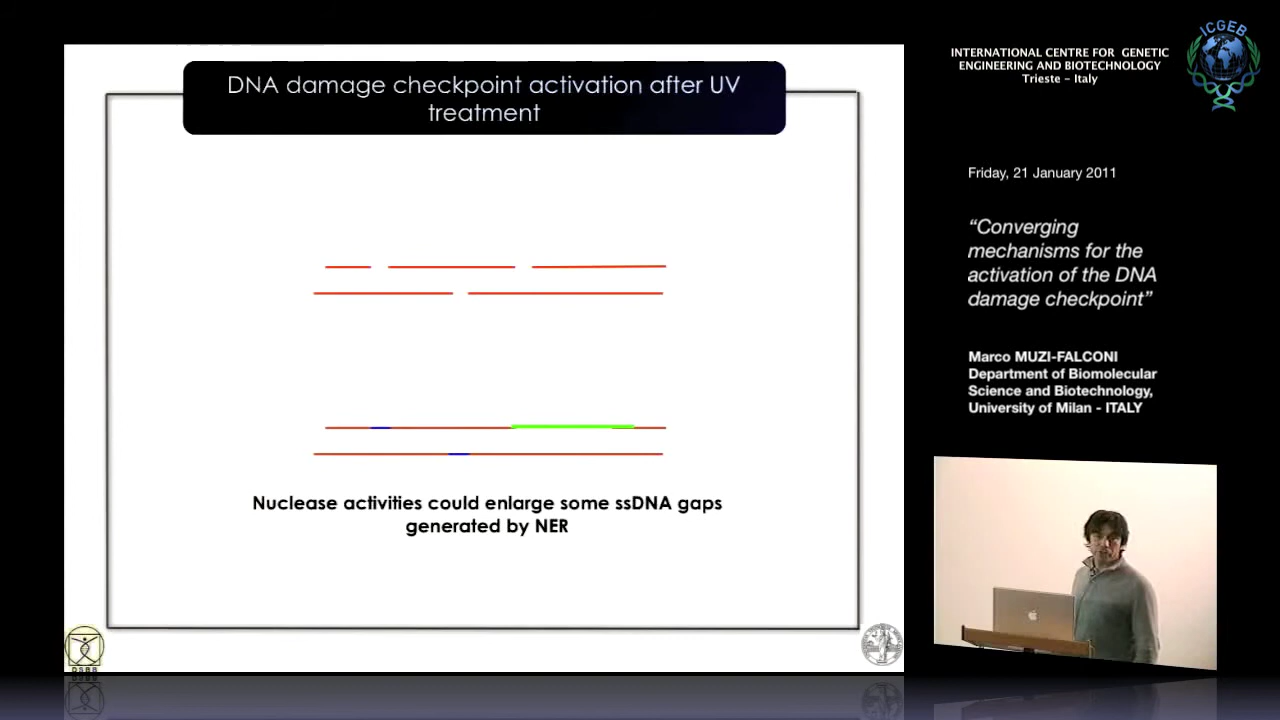 DNA damage checkpoint activation after UV
treatment
Nuclease activities could enlarge some ssDNA gaps
generated by NER
DSBB
ICGEB
INTERNATIONAL CENTRE FOR GENETIC
ENGINEERING AND BIOTECHNOLOGY
Trieste - Italy
Friday, 21 January 2011
“Converging
mechanisms for the
activation of the DNA
damage checkpoint”
Marco MUZI-FALCONI
Department of Biomolecular
Science and Biotechnology,
University of Milan - ITALY